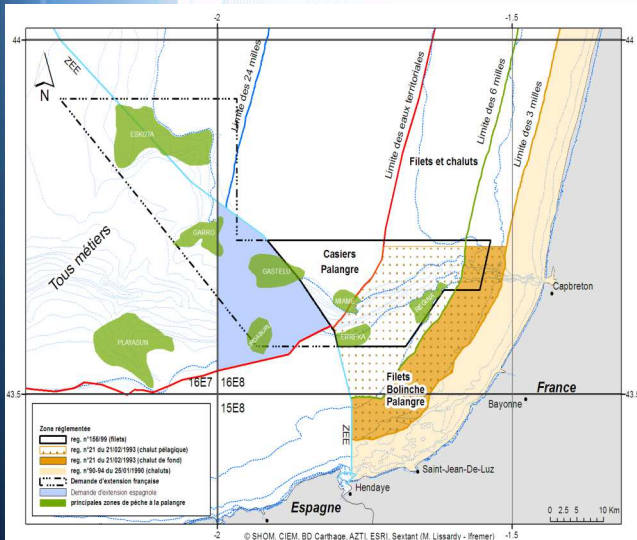 -2
-1.5
44
44
ZEE
Limite des 24 milles
Limite des eaux territoriales
Limite des 6 milles
Limite des 3 milles
N
ESKOTA
Filets et chaluts
GARRO
Casiers
Palangre
Tous métiers
GASTELU
MIAME
REGINA
Capbreton
ERREKA
PLAYAGUN
16E7
16E8
43.5
43.5
15E8
Filets
Bolinche
Palangre
France
Bayonne
ZEE
Zone réglementée
reg. n°156/99 (filets)
reg. n°21 du 21/02/1993 (chalut pélagique)
reg. n°21 du 21/02/1993 (chalut de fond)
reg. n°90-94 du 25/01/1990 (chaluts)
Demande d'extension française
Demande d'extension espagnole
principales zones de pêche à la palangre
Saint-Jean-De-Luz
Hendaye
Espagne
0 2.5 5 10 Km
-2
-1.5
© SHOM, CIEM, BD Carthage, AZTI, ESRI, Sextant (M. Lissardy - Ifremer)